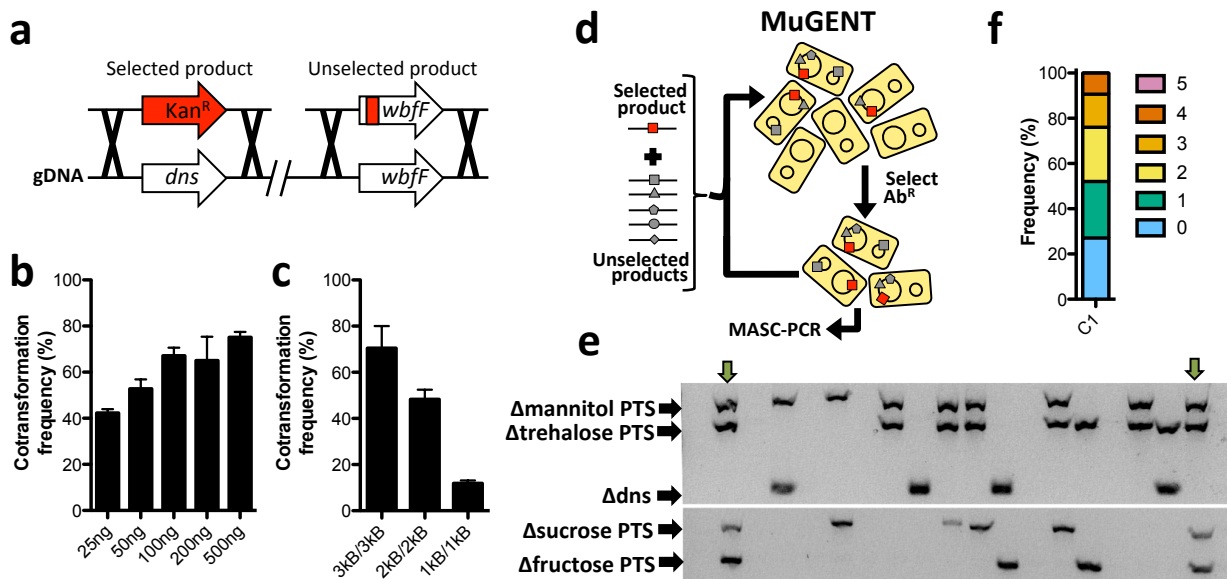 a
Selected product
Unselected product
Kan^R
wbfF
gDNA
dns
wbfF
b
Cotransformation
frequency (%)
100
80
60
40
20
0
25ng
50ng
100ng
200ng
500ng
c
Cotransformation
frequency (%)
100
80
60
40
20
0
3kB/3kB
2kB/2kB
1kB/1kB
d
MuGENT
Selected
product
Unselected
products
Select
Ab^R
MASC-PCR
e
Δmannitol PTS
Δtrehalose PTS
Δdns
Δsucrose PTS
Δfructose PTS
f
Frequency (%)
100
80
60
40
20
0
C1
5
4
3
2
1
0